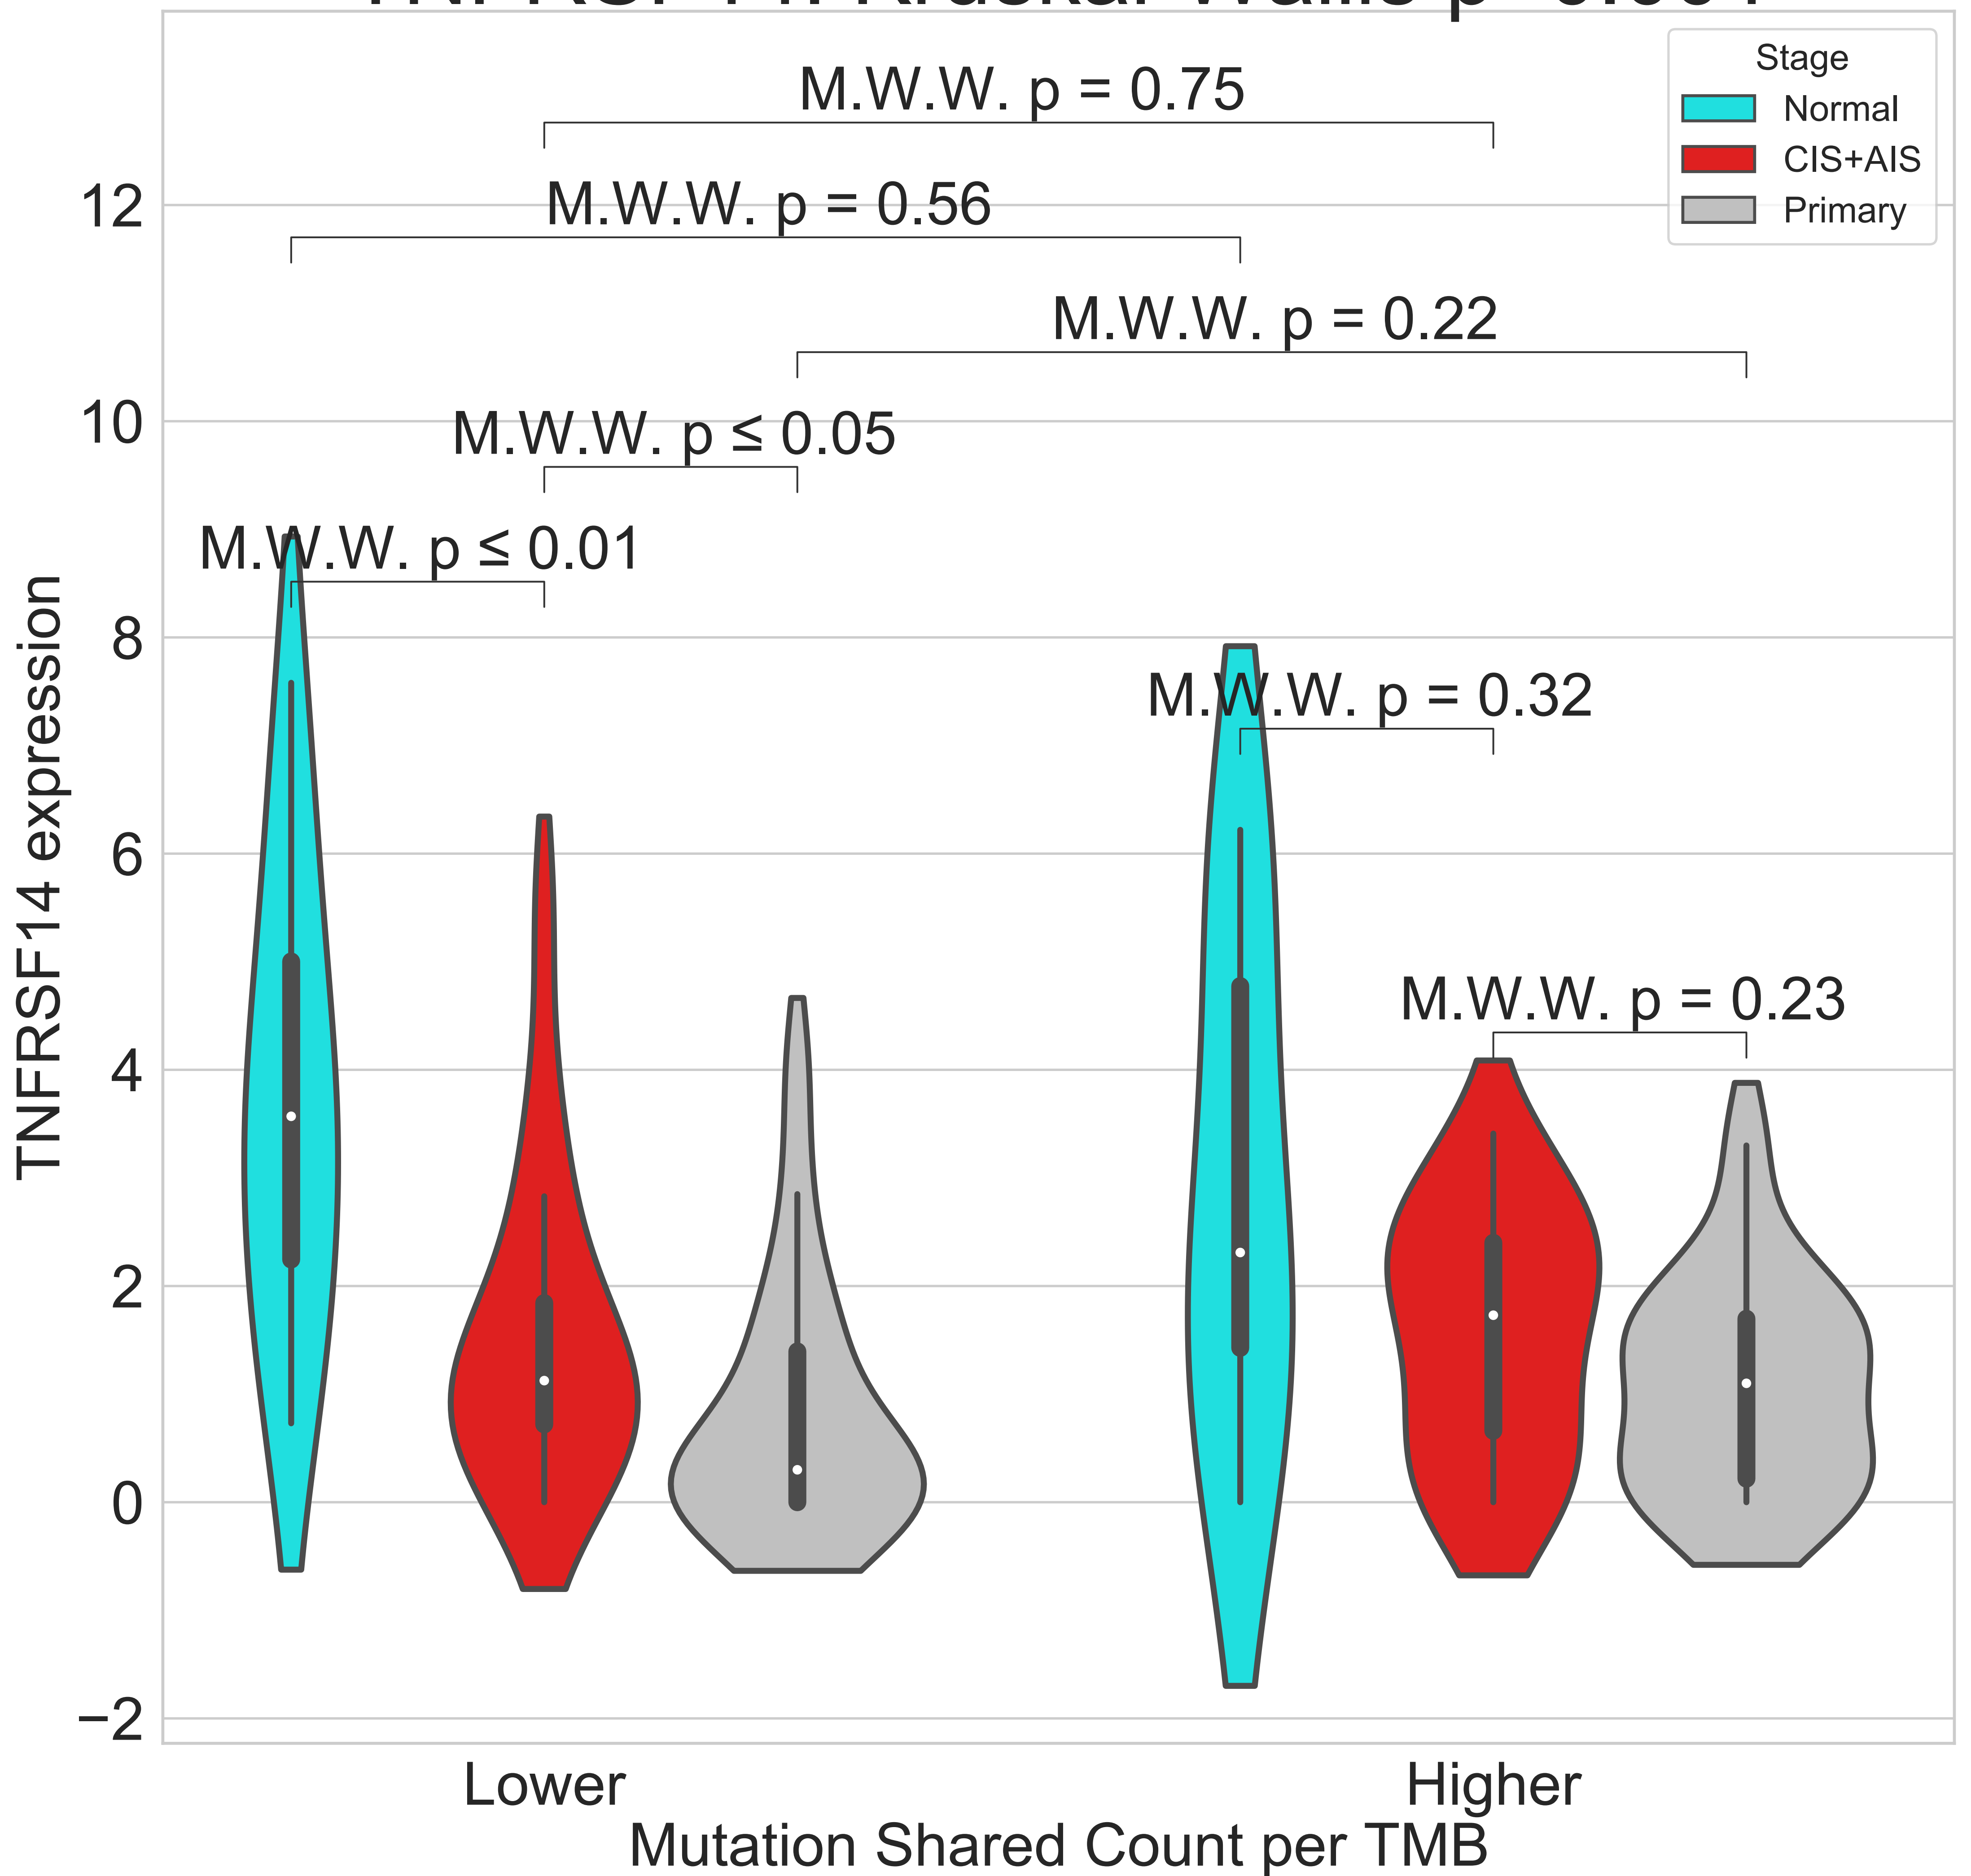 Stage
Normal
CIS+AIS
Primary
M.W.W. p = 0.75
M.W.W. p = 0.56
M.W.W. p = 0.22
M.W.W. p ≤ 0.05
M.W.W. p ≤ 0.01
M.W.W. p = 0.32
M.W.W. p = 0.23
12
10
8
6
4
2
0
−2
TNFRSF14 expression
Lower
Higher
Mutation Shared Count per TMB